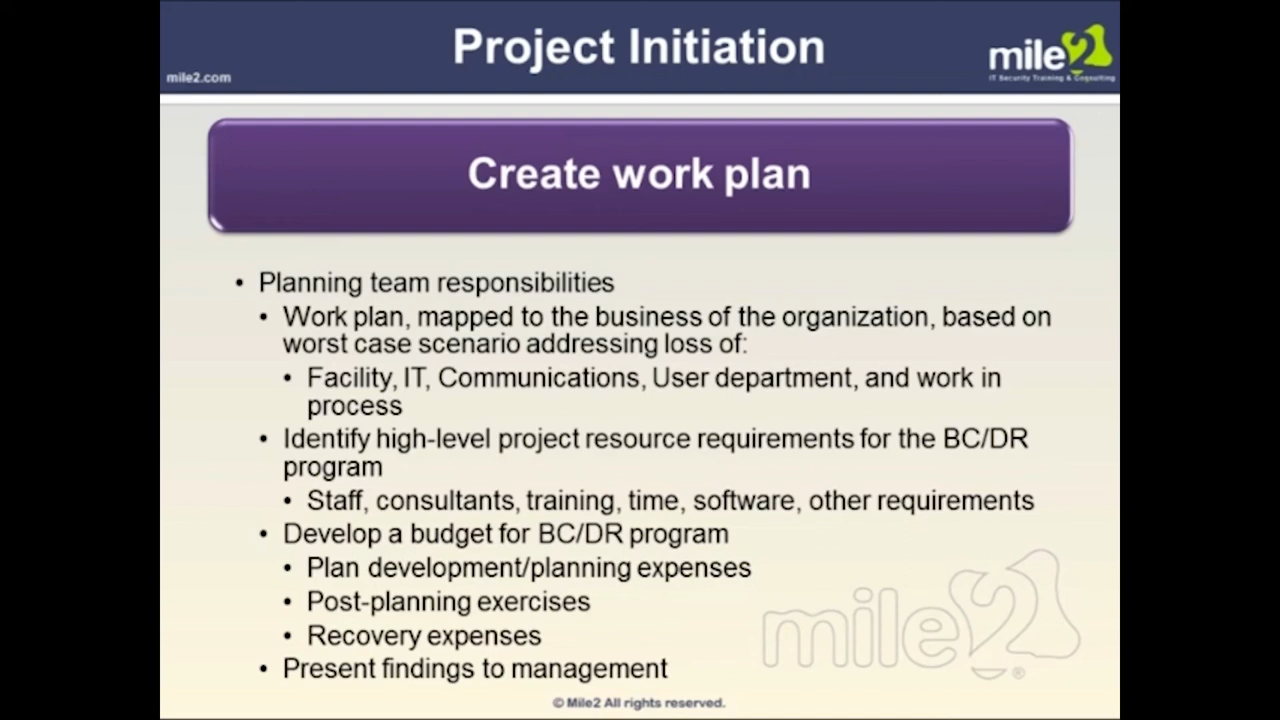 Project Initiation
mile2
IT Security Training & Consulting
mile2.com
Create work plan
• Planning team responsibilities
• Work plan, mapped to the business of the organization, based on
worst case scenario addressing loss of:
• Facility, IT, Communications, User department, and work in
process
• Identify high-level project resource requirements for the BC/DR
program
• Staff, consultants, training, time, software, other requirements
• Develop a budget for BC/DR program
• Plan development/planning expenses
• Post-planning exercises
• Recovery expenses
• Present findings to management
mile2®
© Mile2 All rights reserved.